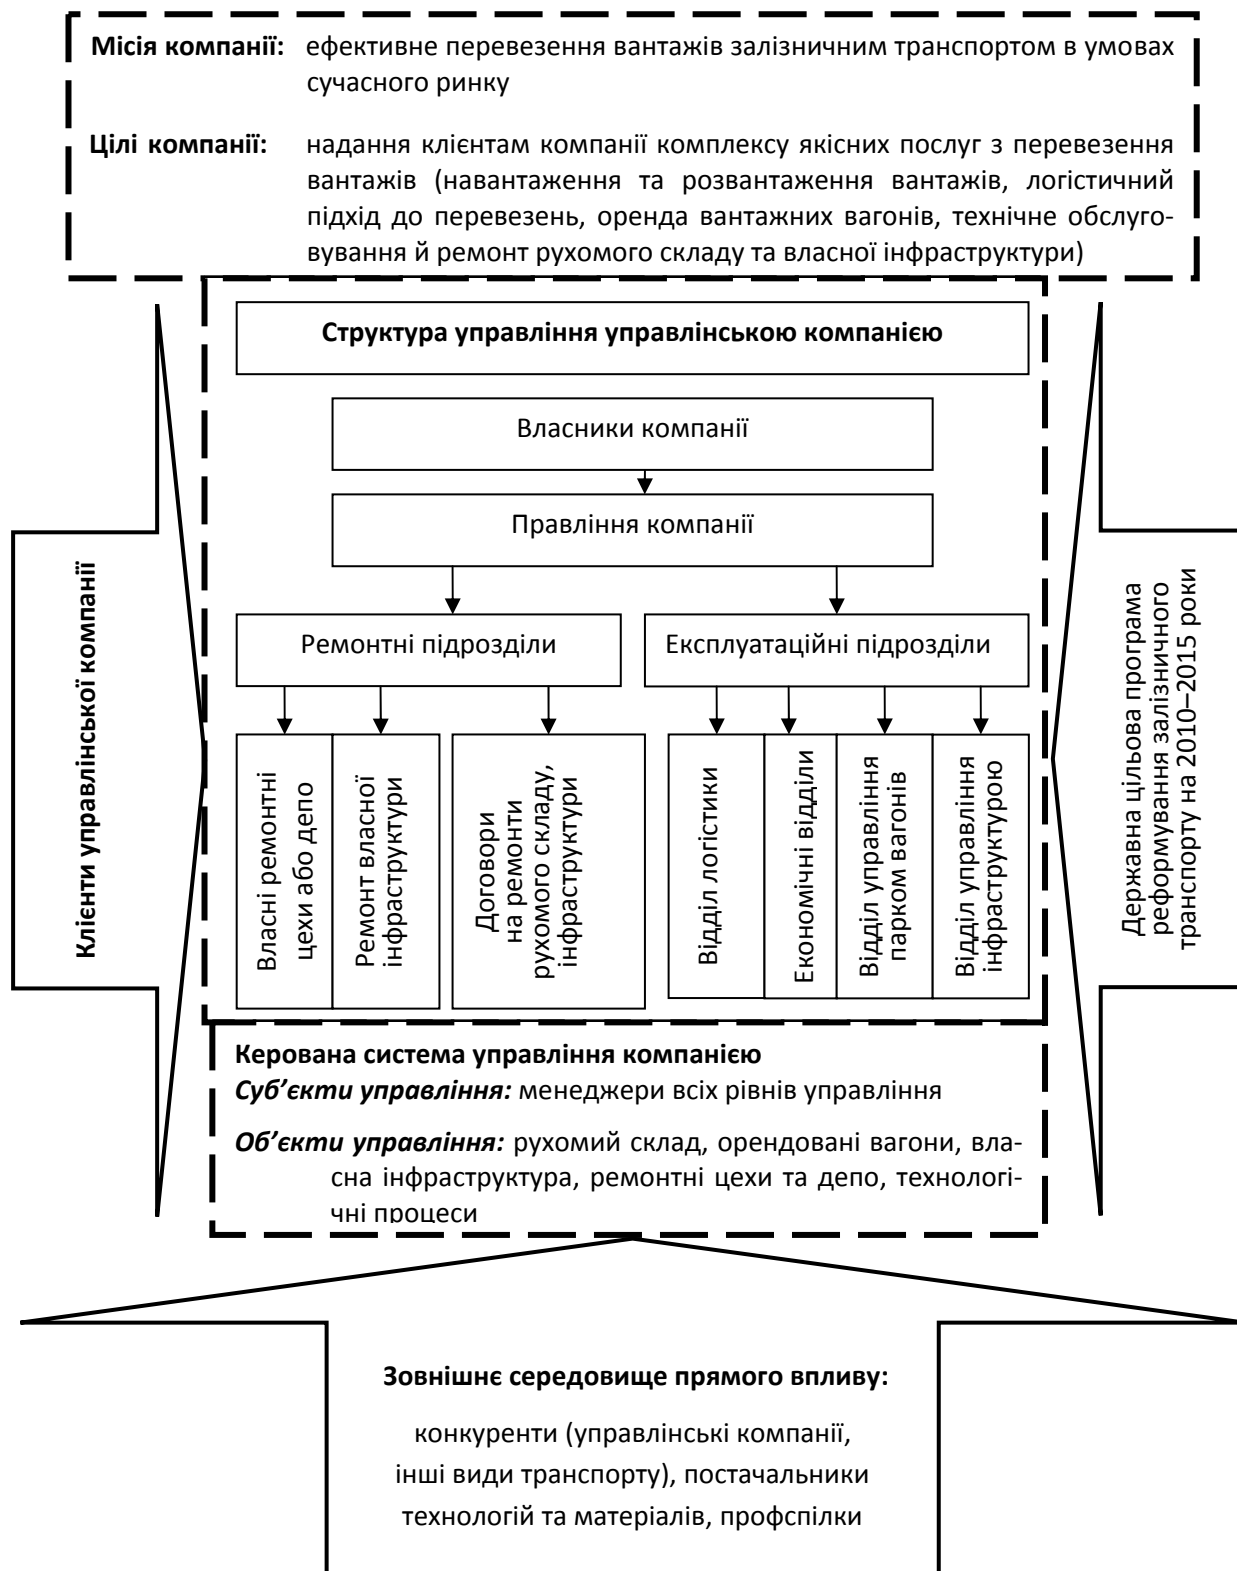 Місія компанії: ефективне перевезення вантажів залізничним транспортом в умовах
сучасного ринку
Цілі компанії: надання клієнтам компанії комплексу якісних послуг з перевезення
вантажів (навантаження та розвантаження вантажів, логістичний
підхід до перевезень, оренда вантажних вагонів, технічне обслуго-
вування й ремонт рухомого складу та власної інфраструктури)
Структура управління управлінською компанією
Власники компанії
Правління компанії
Ремонтні підрозділи
Експлуатаційні підрозділи
Клієнти управлінської компанії
Власні ремонтні
цехи або депо
Ремонт власної
інфраструктури
Договори
на ремонти
рухомого складу,
інфраструктури
Відділ логістики
Економічні відділи
Відділ управління
парком вагонів
Відділ управління
інфраструктурою
Державна цільова програма
реформування залізничного
транспорту на 2010–2015 роки
Керована система управління компанією
Суб’єкти управління: менеджери всіх рівнів управління
Об’єкти управління: рухомий склад, орендовані вагони, вла-
сна інфраструктура, ремонтні цехи та депо, технологі-
чні процеси
Зовнішнє середовище прямого впливу:
конкуренти (управлінські компанії,
інші види транспорту), постачальники
технологій та матеріалів, профспілки